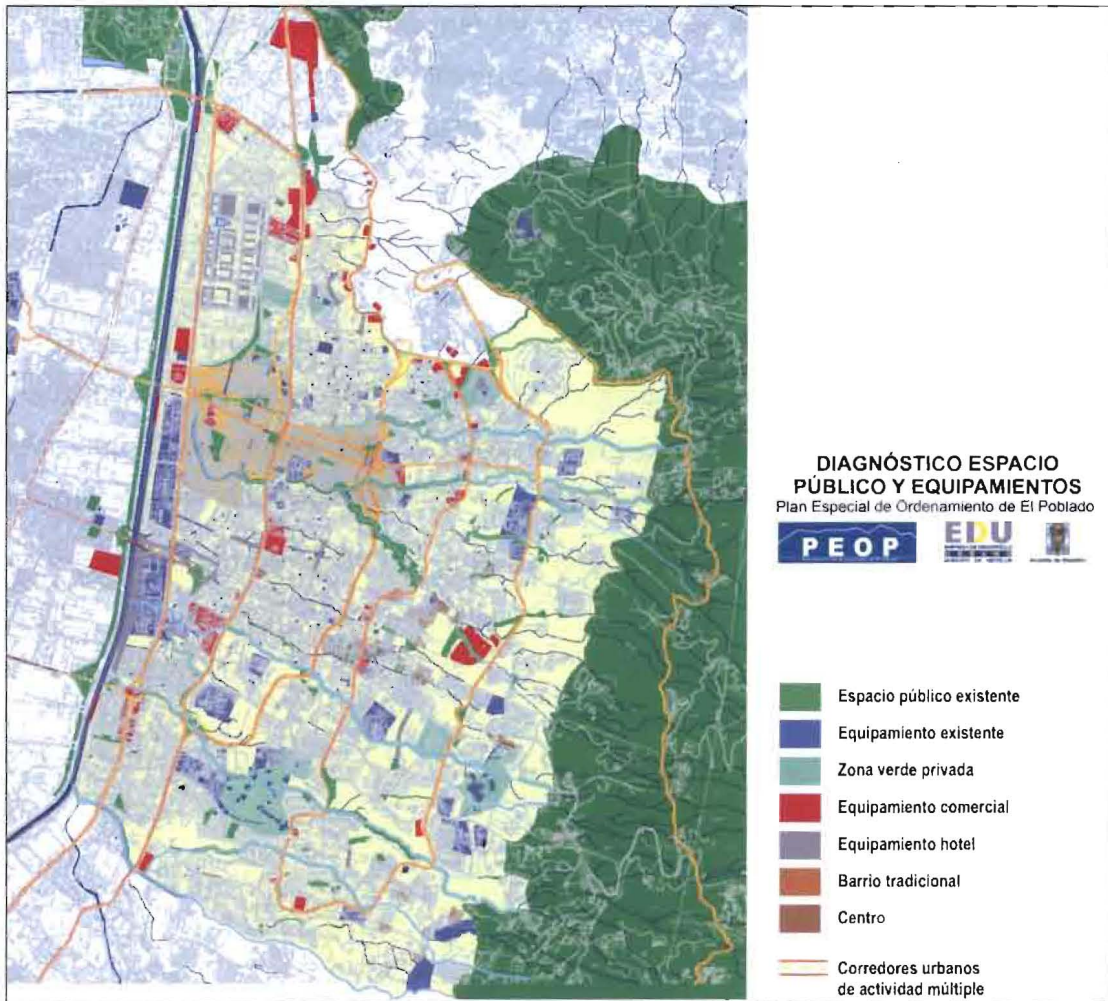 DIAGNÓSTICO ESPACIO
PÚBLICO Y EQUIPAMIENTOS
Plan Especial de Ordenamiento de El Poblado
PEOP
EDU
Espacio público existente
Equipamiento existente
Zona verde privada
Equipamiento comercial
Equipamiento hotel
Barrio tradicional
Centro
Corredores urbanos
de actividad múltiple